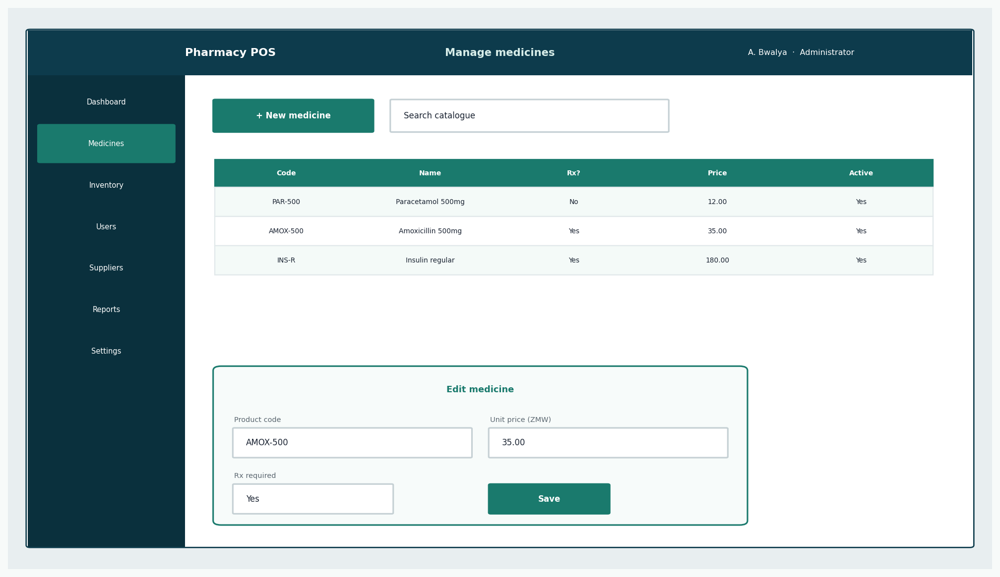 Pharmacy POS    Manage medicines    A. Bwalya · Administrator
Dashboard
Medicines
Inventory
Users
Suppliers
Reports
Settings
+ New medicine    Search catalogue
Code    Name    Rx?    Price    Active
PAR-500    Paracetamol 500mg    No    12.00    Yes
AMOX-500    Amoxicillin 500mg    Yes    35.00    Yes
INS-R    Insulin regular    Yes    180.00    Yes
Edit medicine
Product code    Unit price (ZMW)
AMOX-500    35.00
Rx required
Yes    Save